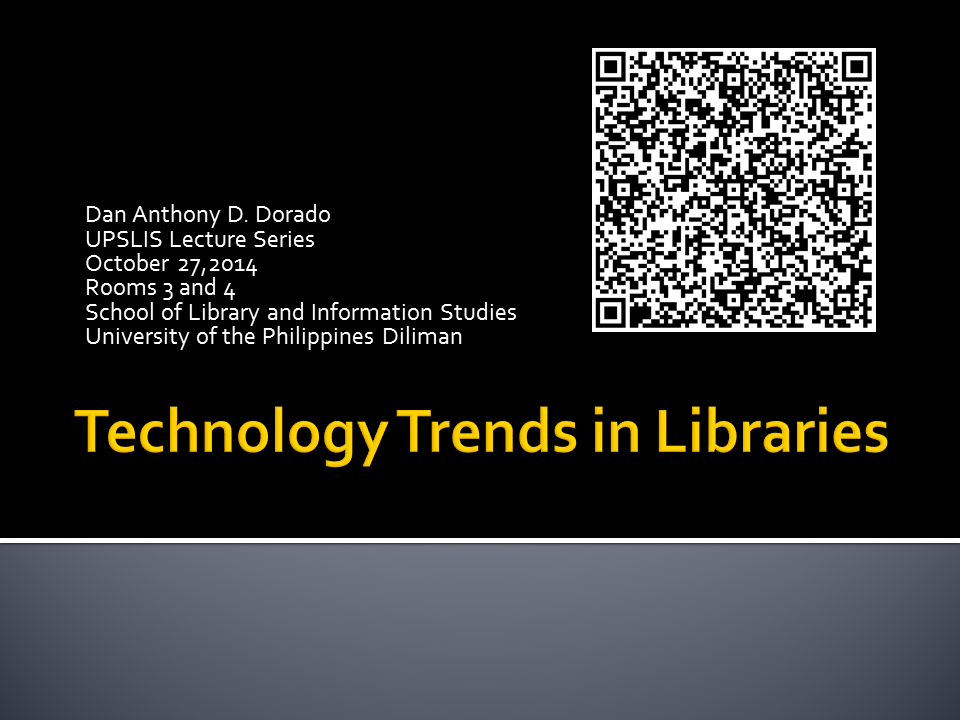 Dan Anthony D. Dorado
UPSLIS Lecture Series
October 27,2014
Rooms 3 and 4
School of Library and Information Studies
University of the Philippines Diliman
Technology Trends in Libraries